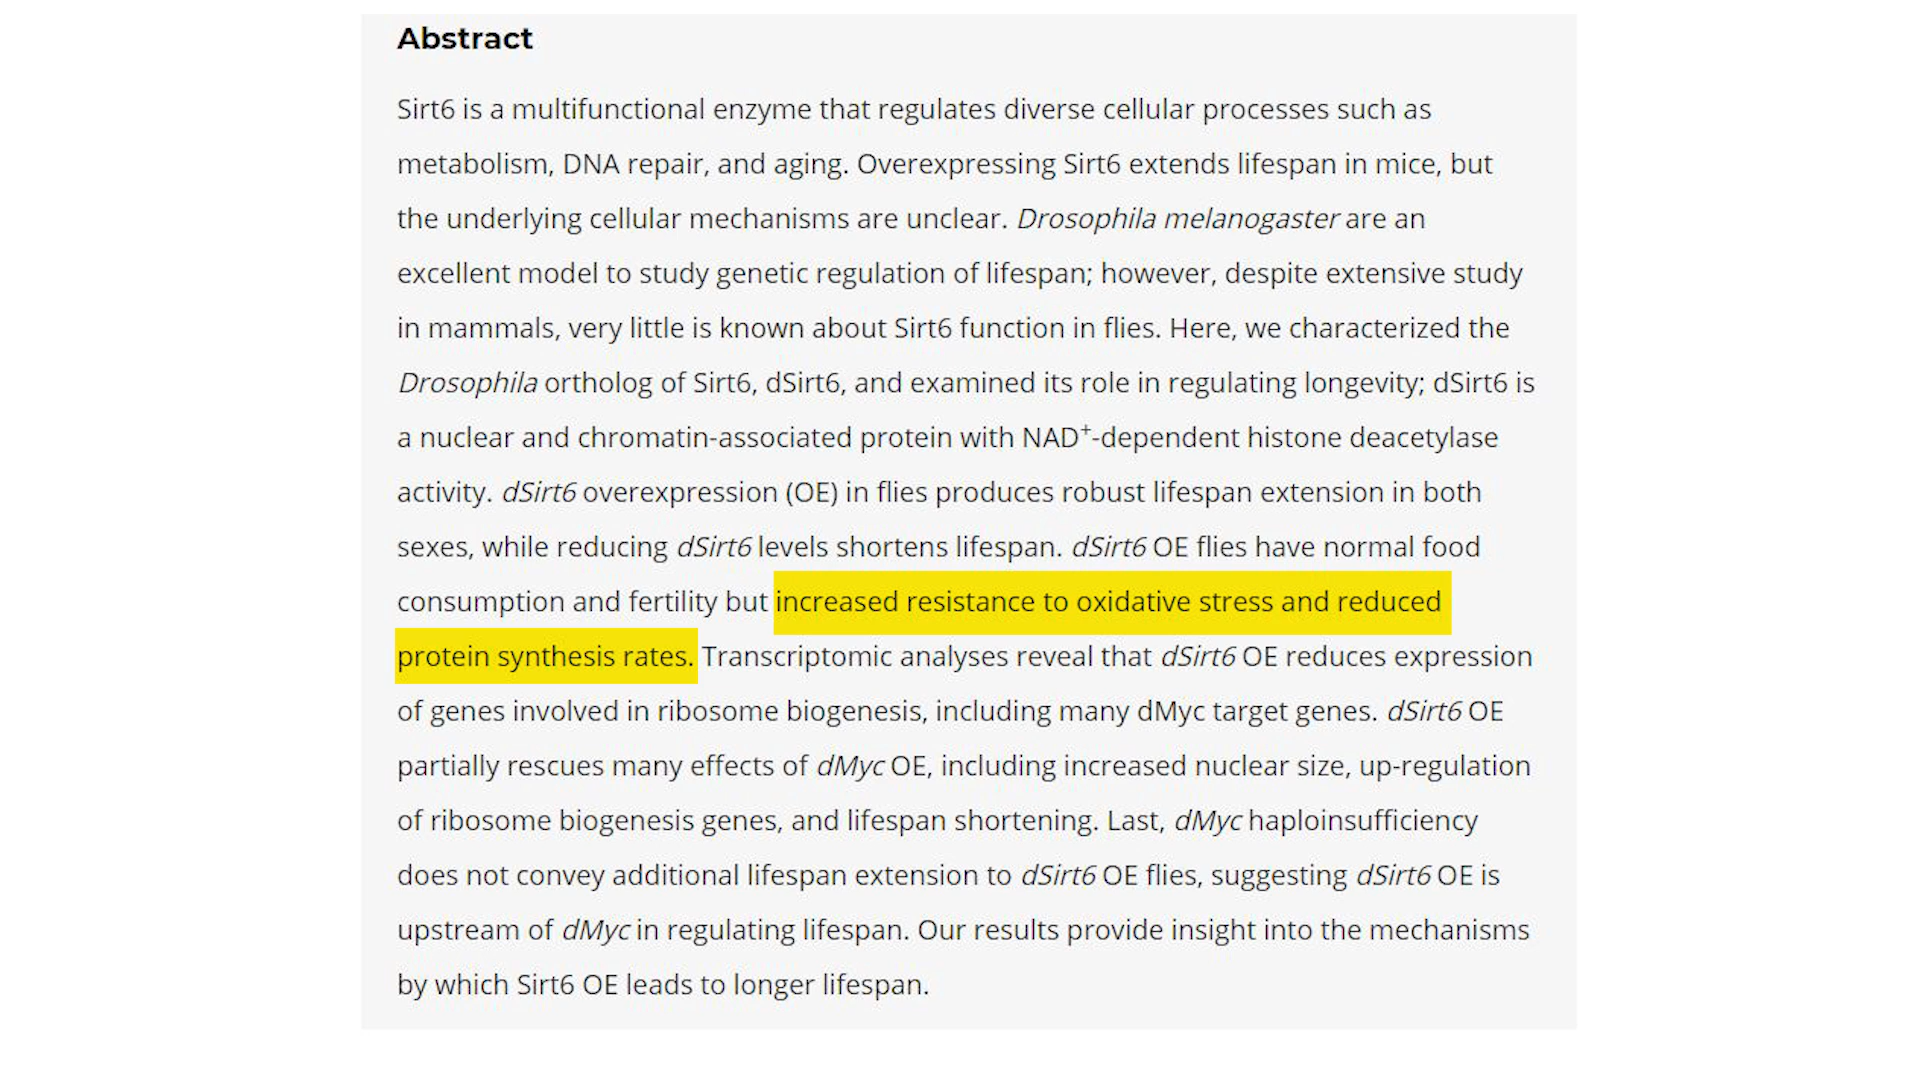 Abstract
Sirt6 is a multifunctional enzyme that regulates diverse cellular processes such as
metabolism, DNA repair, and aging. Overexpressing Sirt6 extends lifespan in mice, but
the underlying cellular mechanisms are unclear. Drosophila melanogaster are an
excellent model to study genetic regulation of lifespan; however, despite extensive study
in mammals, very little is known about Sirt6 function in flies. Here, we characterized the
Drosophila ortholog of Sirt6, dSirt6, and examined its role in regulating longevity; dSirt6 is
a nuclear and chromatin-associated protein with NAD⁺-dependent histone deacetylase
activity. dSirt6 overexpression (OE) in flies produces robust lifespan extension in both
sexes, while reducing dSirt6 levels shortens lifespan. dSirt6 OE flies have normal food
consumption and fertility but increased resistance to oxidative stress and reduced
protein synthesis rates. Transcriptomic analyses reveal that dSirt6 OE reduces expression
of genes involved in ribosome biogenesis, including many dMyc target genes. dSirt6 OE
partially rescues many effects of dMyc OE, including increased nuclear size, up-regulation
of ribosome biogenesis genes, and lifespan shortening. Last, dMyc haploinsufficiency
does not convey additional lifespan extension to dSirt6 OE flies, suggesting dSirt6 OE is
upstream of dMyc in regulating lifespan. Our results provide insight into the mechanisms
by which Sirt6 OE leads to longer lifespan.